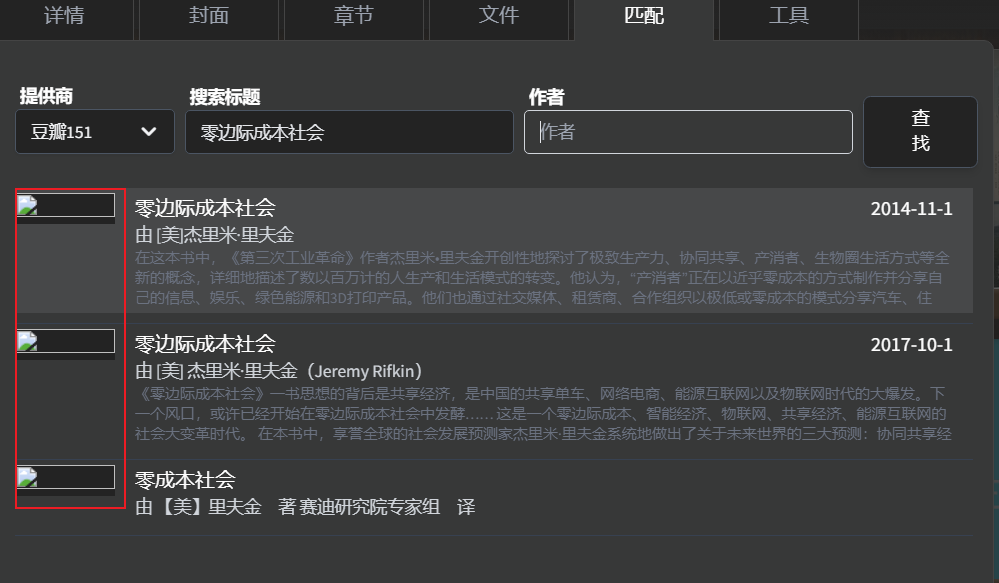 详情 封面 章节 文件 匹配 工具
提供商 搜索标题 作者
豆瓣151 零边际成本社会 作者 查
找
零边际成本社会 2014-11-1
由 [美]杰里米·里夫金
在这本书中，《第三次工业革命》作者杰里米·里夫金开创性地探讨了极致生产力、协同共享、产消者、生物圈生活方式等全
新的概念，详细地描述了数以百万计的人生产和生活模式的转变。他认为，“产消者”正在以近乎零成本的方式制作并分享自
己的信息、娱乐、绿色能源和3D打印产品。他们也通过社交媒体、租赁商、合作组织以极低或零成本的模式分享汽车、住
零边际成本社会 2017-10-1
由 [美] 杰里米·里夫金（Jeremy Rifkin）
《零边际成本社会》一书思想的背后是共享经济，是中国的共享单车、网络电商、能源互联网以及物联网时代的大爆发。下
一个风口，或许已经开始在零边际成本社会中发酵…… 这是一个零边际成本、智能经济、物联网、共享经济、能源互联网的
社会大变革时代。 在本书中，享誉全球的社会发展预测家杰里米·里夫金系统地做出了关于未来世界的三大预测：协同共享经
零成本社会
由 【美】里夫金　著 赛迪研究院专家组　译